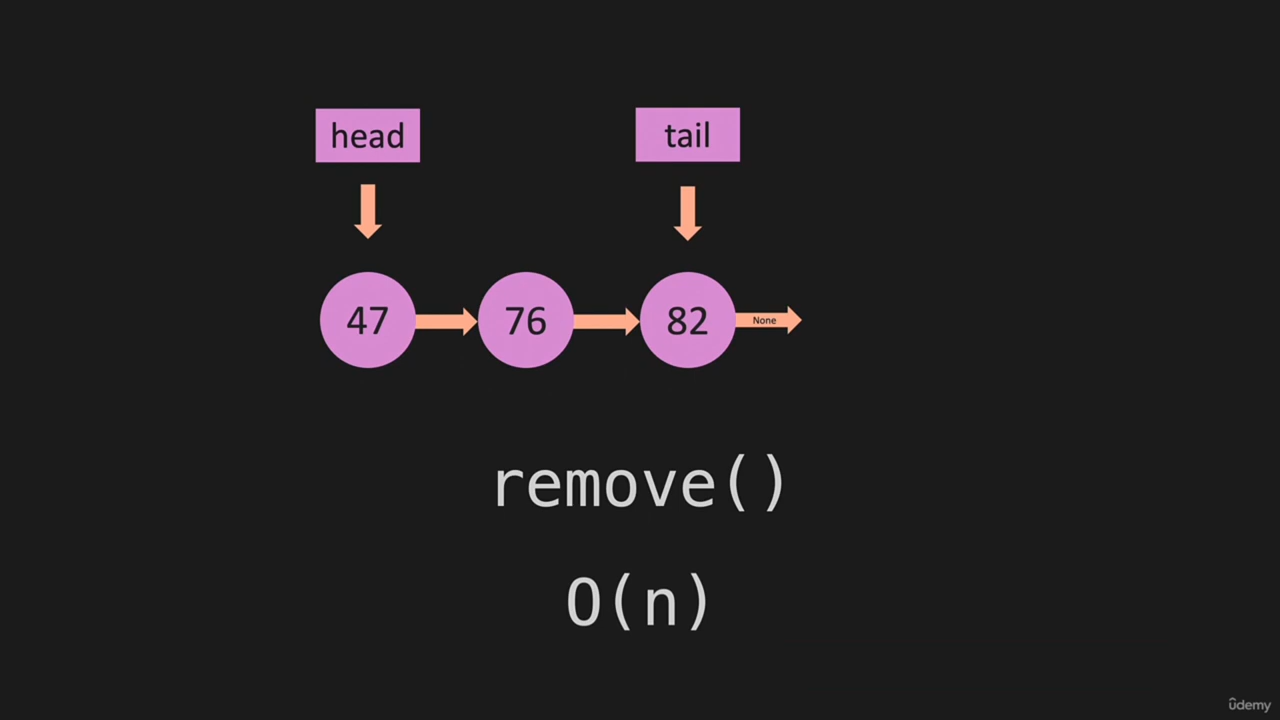 head tail
47 76 82 None
remove()
O(n)
ûdemy